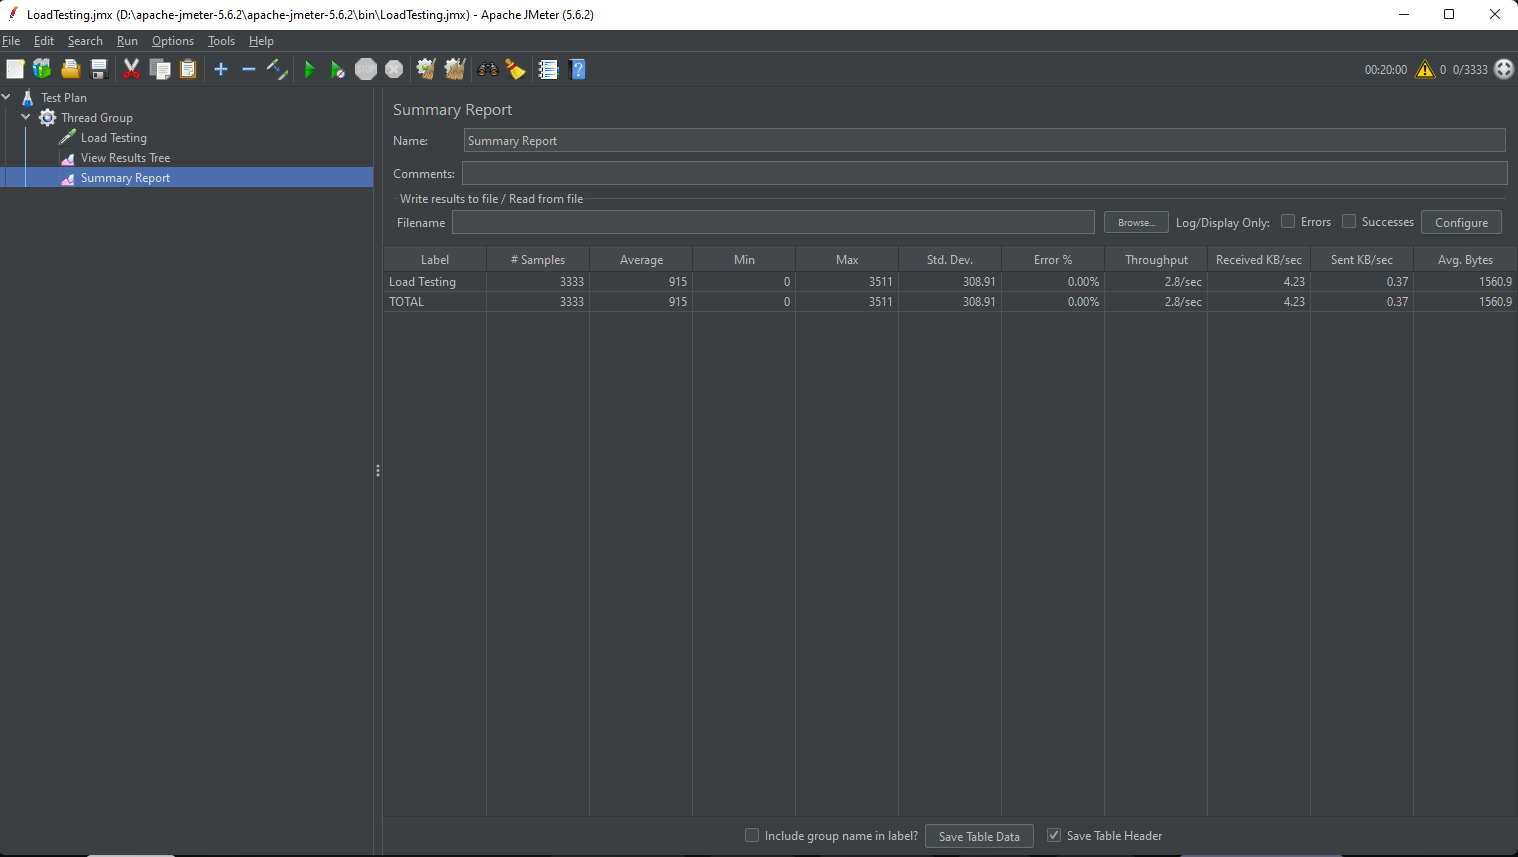 LoadTesting.jmx (D:\apache-jmeter-5.6.2\apache-jmeter-5.6.2\bin\LoadTesting.jmx) - Apache JMeter (5.6.2)
File Edit Search Run Options Tools Help
STOP 00:20:00 0 0/3333
Test Plan
Thread Group
Load Testing
View Results Tree
Summary Report
Summary Report
Name: Summary Report
Comments:
Write results to file / Read from file
Filename Browse... Log/Display Only: Errors Successes Configure
Label # Samples Average Min Max Std. Dev. Error % Throughput Received KB/sec Sent KB/sec Avg. Bytes
Load Testing 3333 915 0 3511 308.91 0.00% 2.8/sec 4.23 0.37 1560.9
TOTAL 3333 915 0 3511 308.91 0.00% 2.8/sec 4.23 0.37 1560.9
Include group name in label? Save Table Data Save Table Header